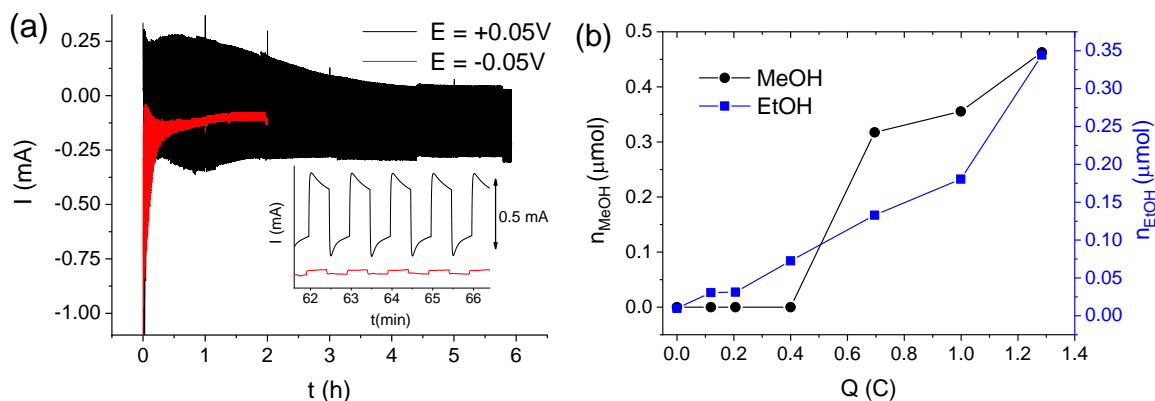 (a)
E = +0.05V
E = -0.05V
0.25
0.00
-0.25
-0.50
-0.75
-1.00
I (mA)
0 1 2 3 4 5 6
t (h)
I (mA)
0.5 mA
62 63 64 65 66
t(min)
(b)
MeOH
EtOH
0.5
0.4
0.3
0.2
0.1
0.0
n_MeOH (μmol)
0.0 0.2 0.4 0.6 0.8 1.0 1.2 1.4
Q (C)
0.35
0.30
0.25
0.20
0.15
0.10
0.05
0.00
n_EtOH (μmol)